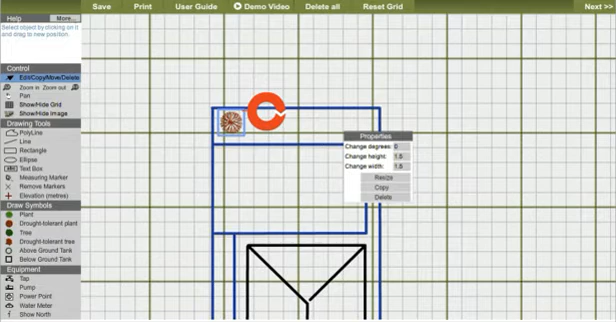 Save Print User Guide Demo Video Delete all Reset Grid Next >>
Help More...
Select object by clicking on it
and drag to new position.
Control
Edit/Copy/Move/Delete
Zoom in Zoom out
Pan
Show/Hide Grid
Show/Hide Image
Drawing Tools
PolyLine
Line
Rectangle
Ellipse
abc Text Box
Measuring Marker
Remove Markers
Elevation (metres)
Draw Symbols
Plant
Drought-tolerant plant
Tree
Drought-tolerant tree
Above Ground Tank
Below Ground Tank
Equipment
Tap
Pump
Power Point
Water Meter
Show North
Properties
Change degrees: 0
Change height: 1.5
Change width: 1.5
Resize
Copy
Delete